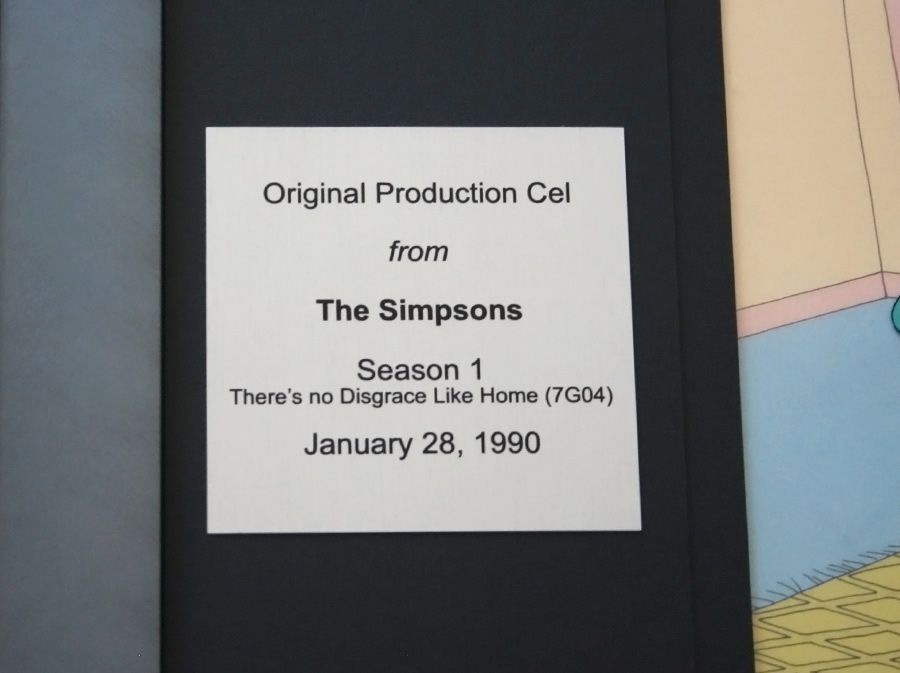 Original Production Cel
from
The Simpsons
Season 1
There's no Disgrace Like Home (7G04)
January 28, 1990